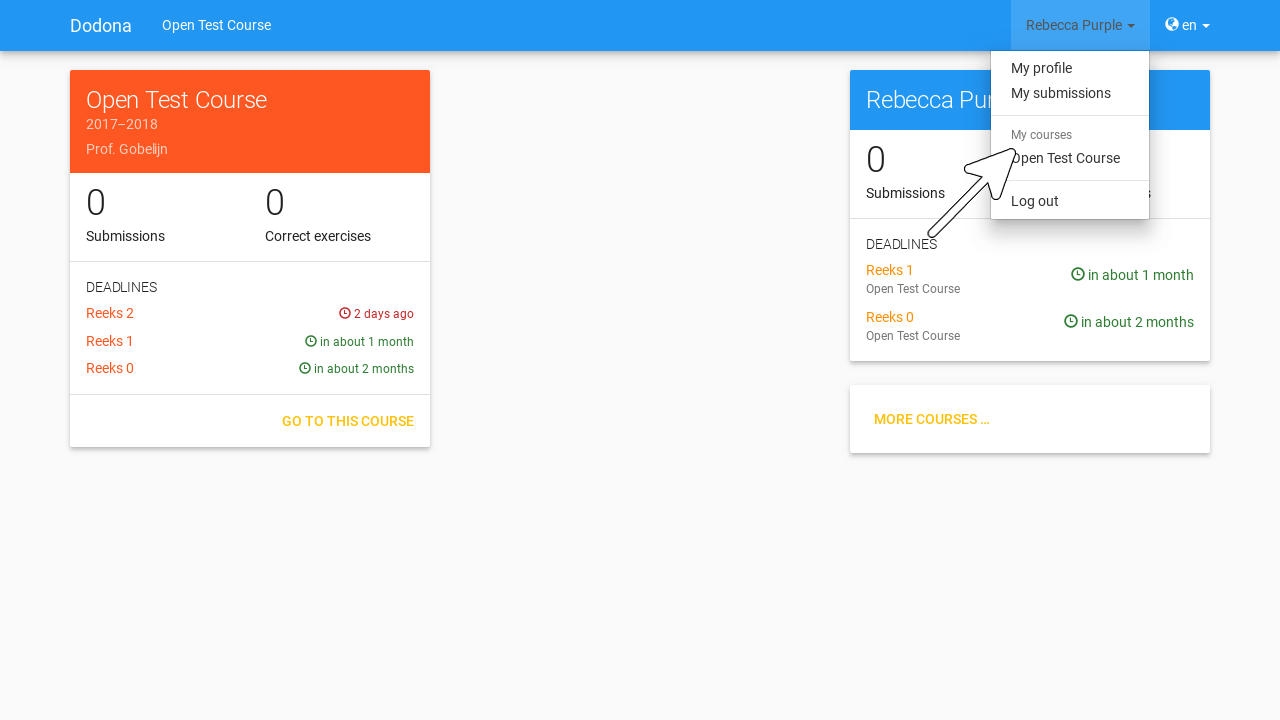 Dodona
Open Test Course
Rebecca Purple
en
Open Test Course
2017–2018
Prof. Gobelijn
0
0
Submissions
Correct exercises
DEADLINES
Reeks 2
2 days ago
Reeks 1
in about 1 month
Reeks 0
in about 2 months
GO TO THIS COURSE
My profile
My submissions
My courses
Open Test Course
Log out
Rebecca Pur
0
Submissions
s
DEADLINES
Reeks 1
in about 1 month
Open Test Course
Reeks 0
in about 2 months
Open Test Course
MORE COURSES …